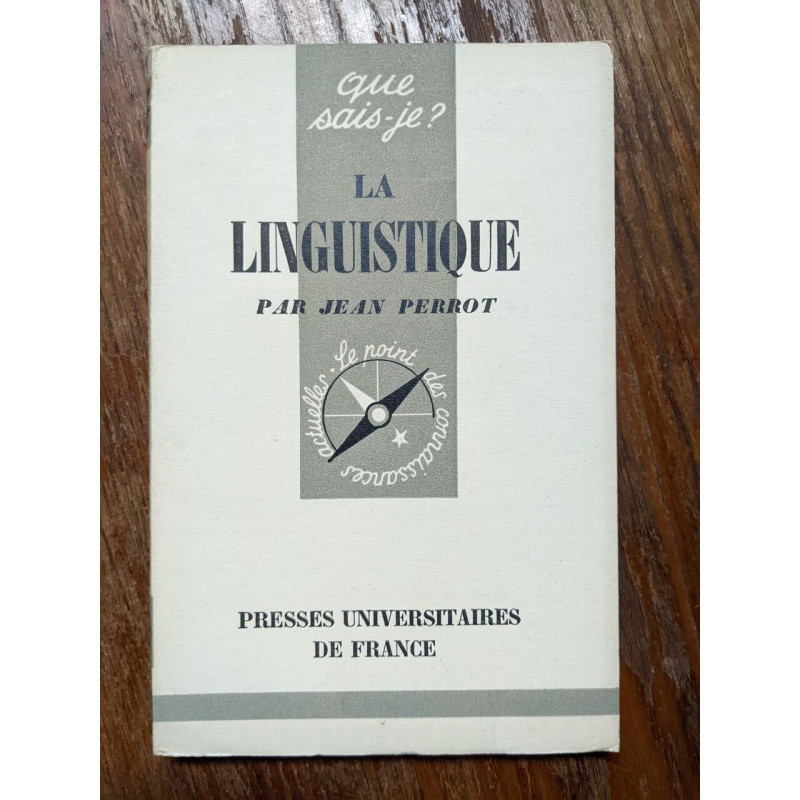 que
sais-je?
LA
LINGUISTIQUE
PAR JEAN PERROT
Le point des connaissances actuelles.
PRESSES UNIVERSITAIRES
DE FRANCE